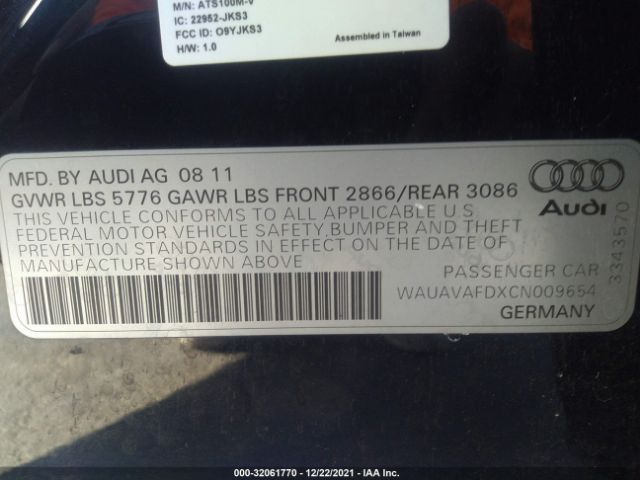 M/N: ATS100M-V
IC: 22952-JKS3
FCC ID: O9YJKS3
H/W: 1.0
Assembled in Taiwan
MFD. BY AUDI AG 08 11
GVWR LBS 5776 GAWR LBS FRONT 2866/REAR 3086
THIS VEHICLE CONFORMS TO ALL APPLICABLE U.S.
FEDERAL MOTOR VEHICLE SAFETY, BUMPER AND THEFT
PREVENTION STANDARDS IN EFFECT ON THE DATE OF
MANUFACTURE SHOWN ABOVE
Audi
3343570
PASSENGER CAR
WAUAVAFDXCN009654
GERMANY
000-32061770 - 12/22/2021 - IAA Inc.